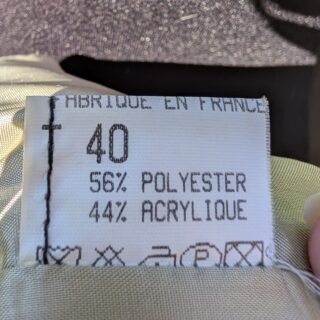 FABRIQUE EN FRANCE
T 40
56% POLYESTER
44% ACRYLIQUE
P